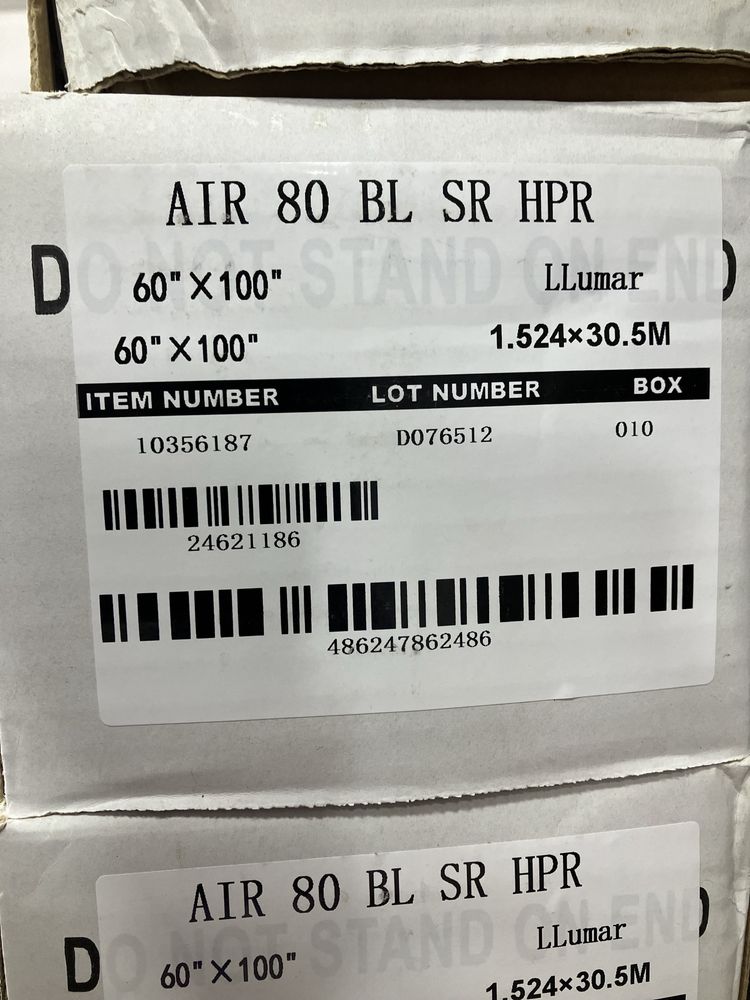 AIR 80 BL SR HPR
DO NOT STAND ON END
60"×100" LLumar
60"×100" 1.524×30.5M
ITEM NUMBER LOT NUMBER BOX
10356187 D076512 010
24621186
486247862486
AIR 80 BL SR HPR
DO NOT STAND ON END
60"×100" LLumar
1.524×30.5M